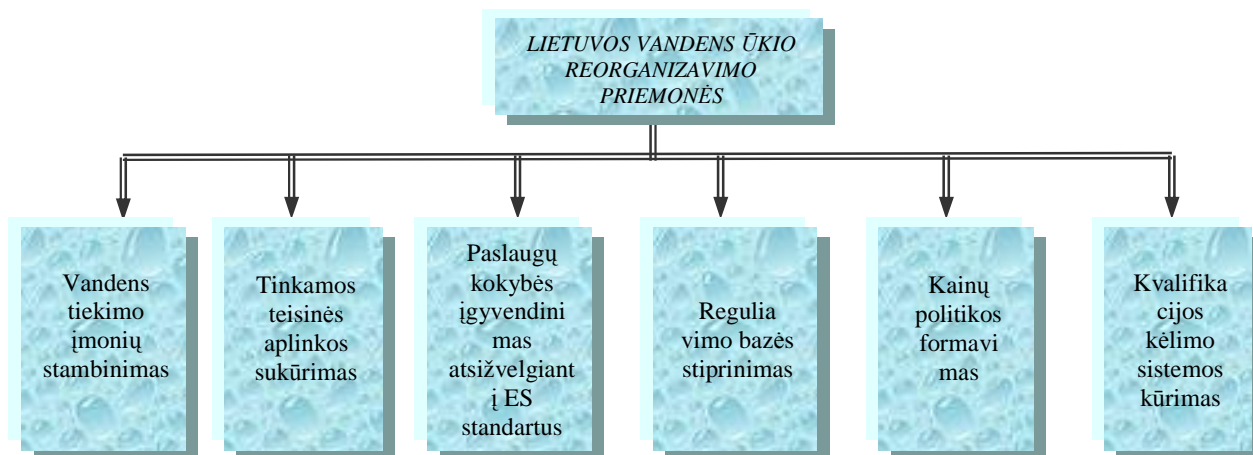 LIETUVOS VANDENS ŪKIO
REORGANIZAVIMO
PRIEMONĖS
Vandens
tiekimo
įmonių
stambinimas
Tinkamos
teisinės
aplinkos
sukūrimas
Paslaugų
kokybės
įgyvendini
mas
atsižvelgiant
į ES
standartus
Regulia
vimo bazės
stiprinimas
Kainų
politikos
formavi
mas
Kvalifika
cijos
kėlimo
sistemos
kūrimas